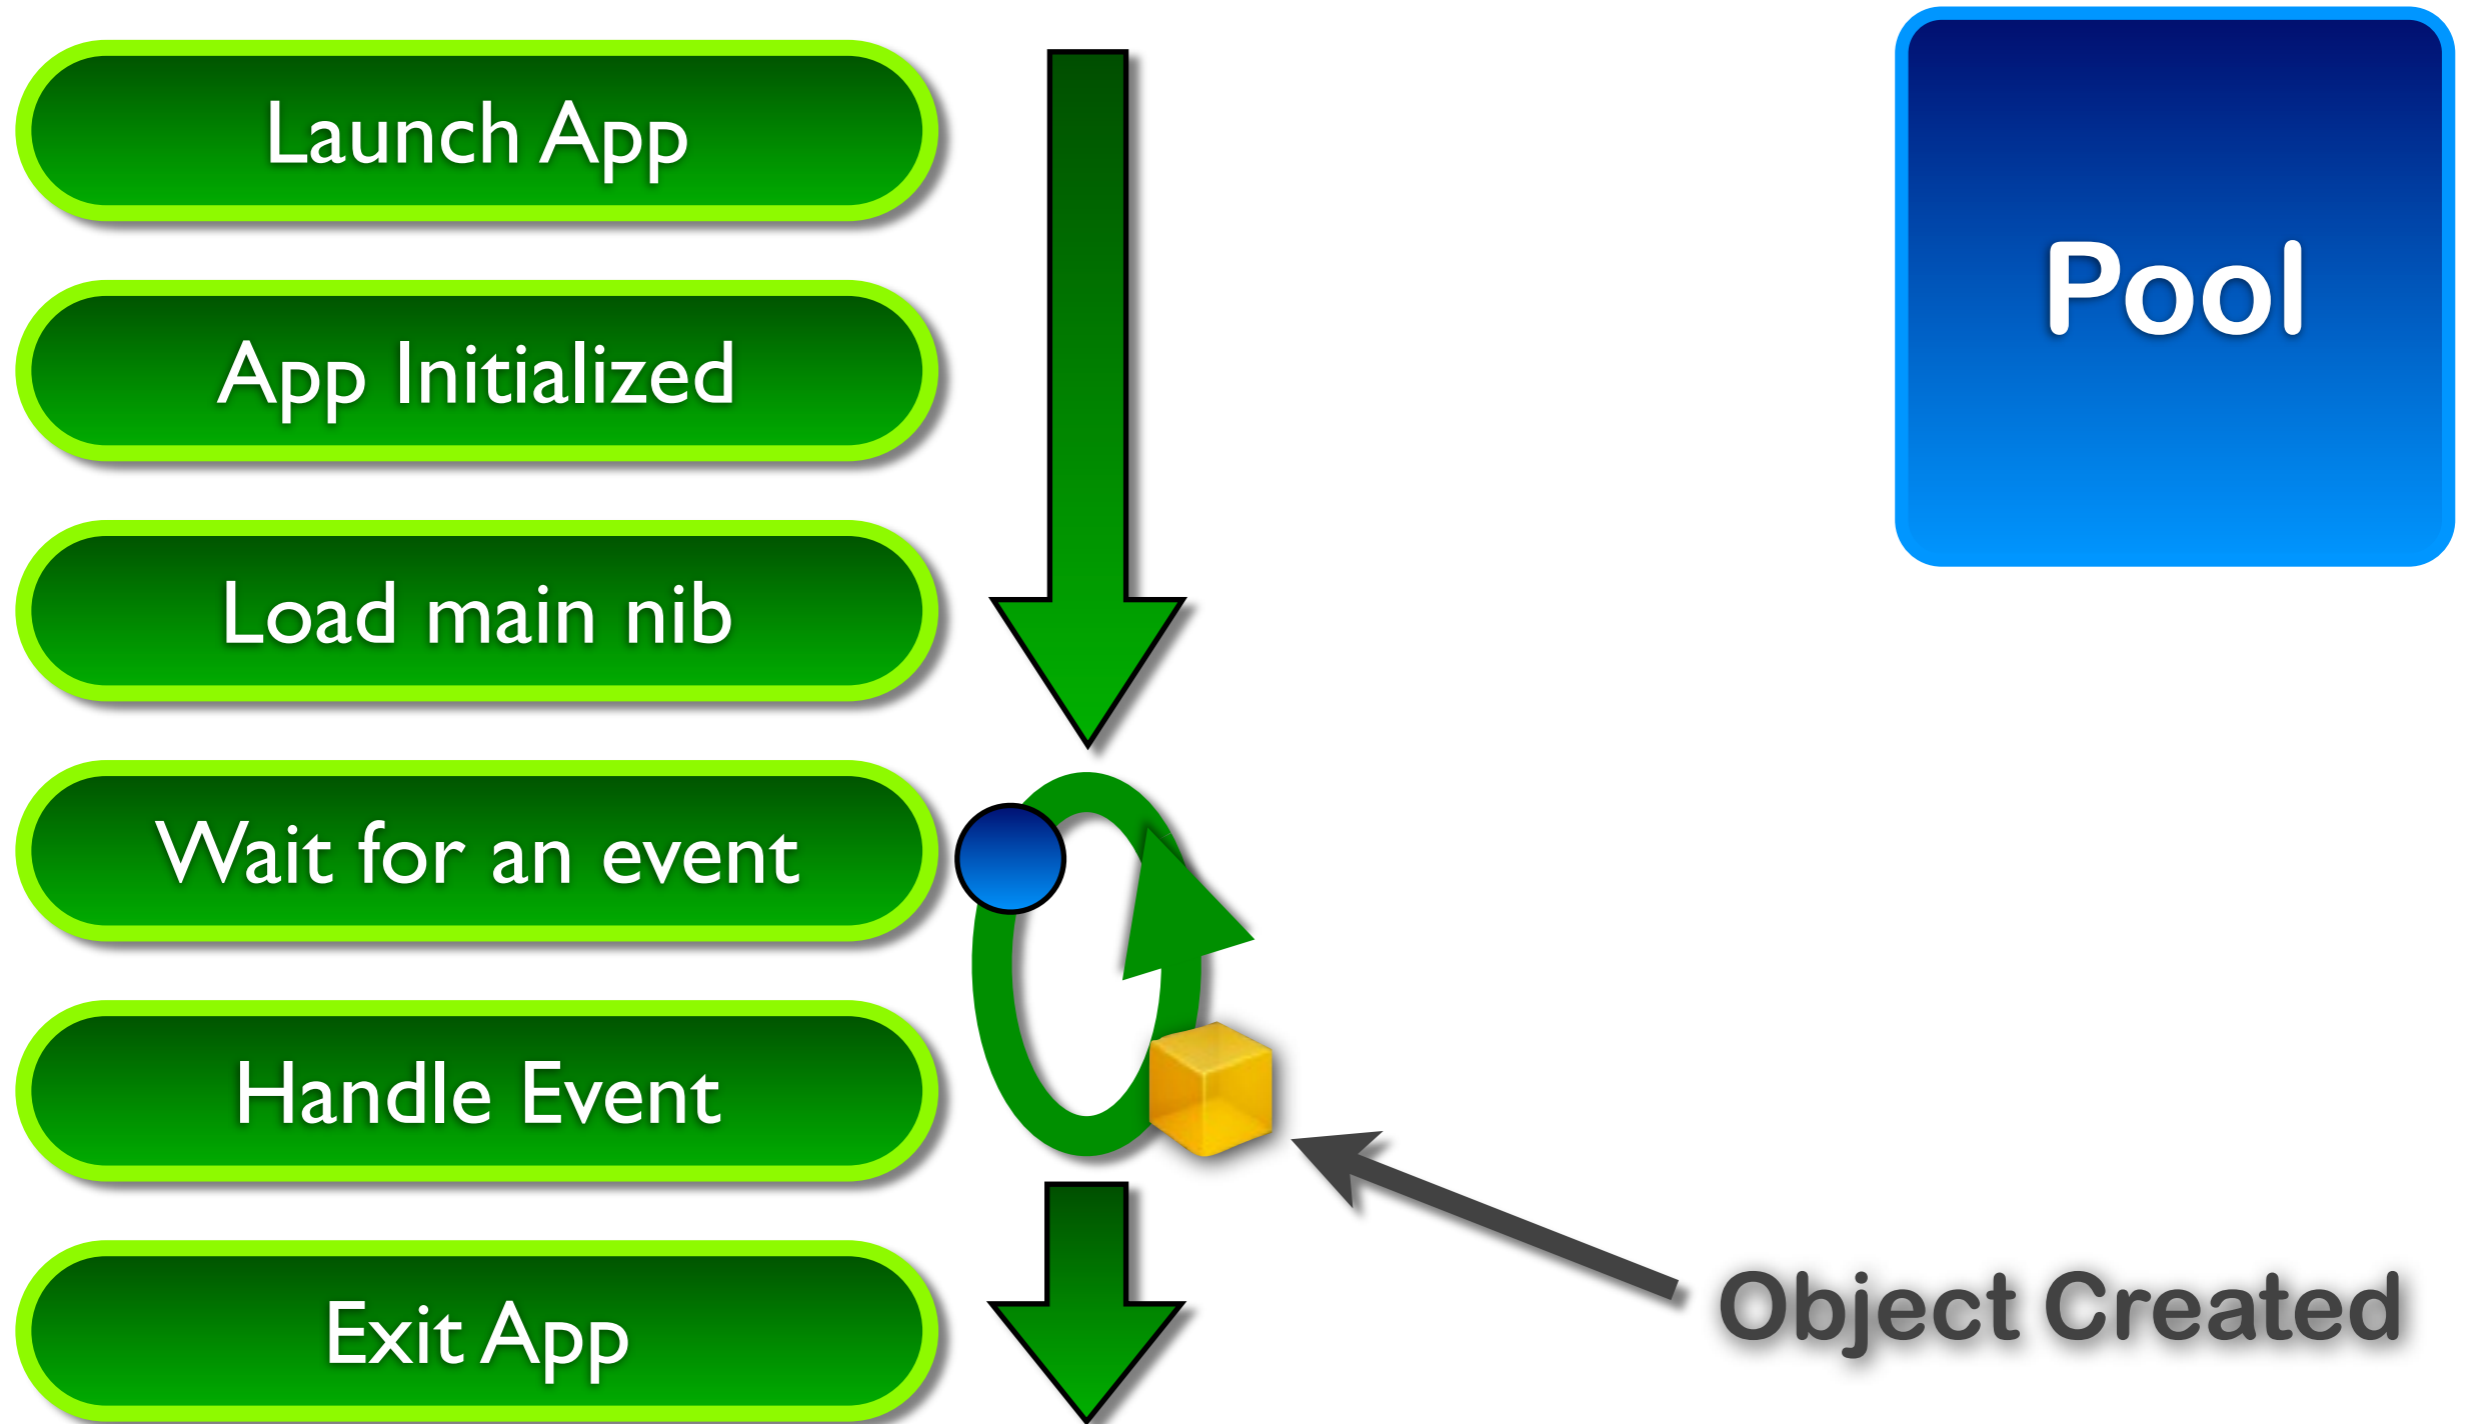 Launch App
App Initialized
Load main nib
Wait for an event
Handle Event
Exit App
Pool
Object Created